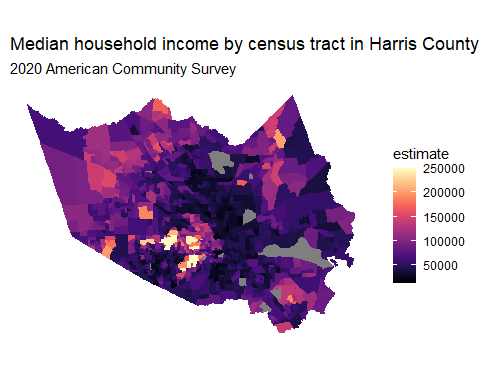 Median household income by census tract in Harris County
2020 American Community Survey
estimate
250000
200000
150000
100000
50000